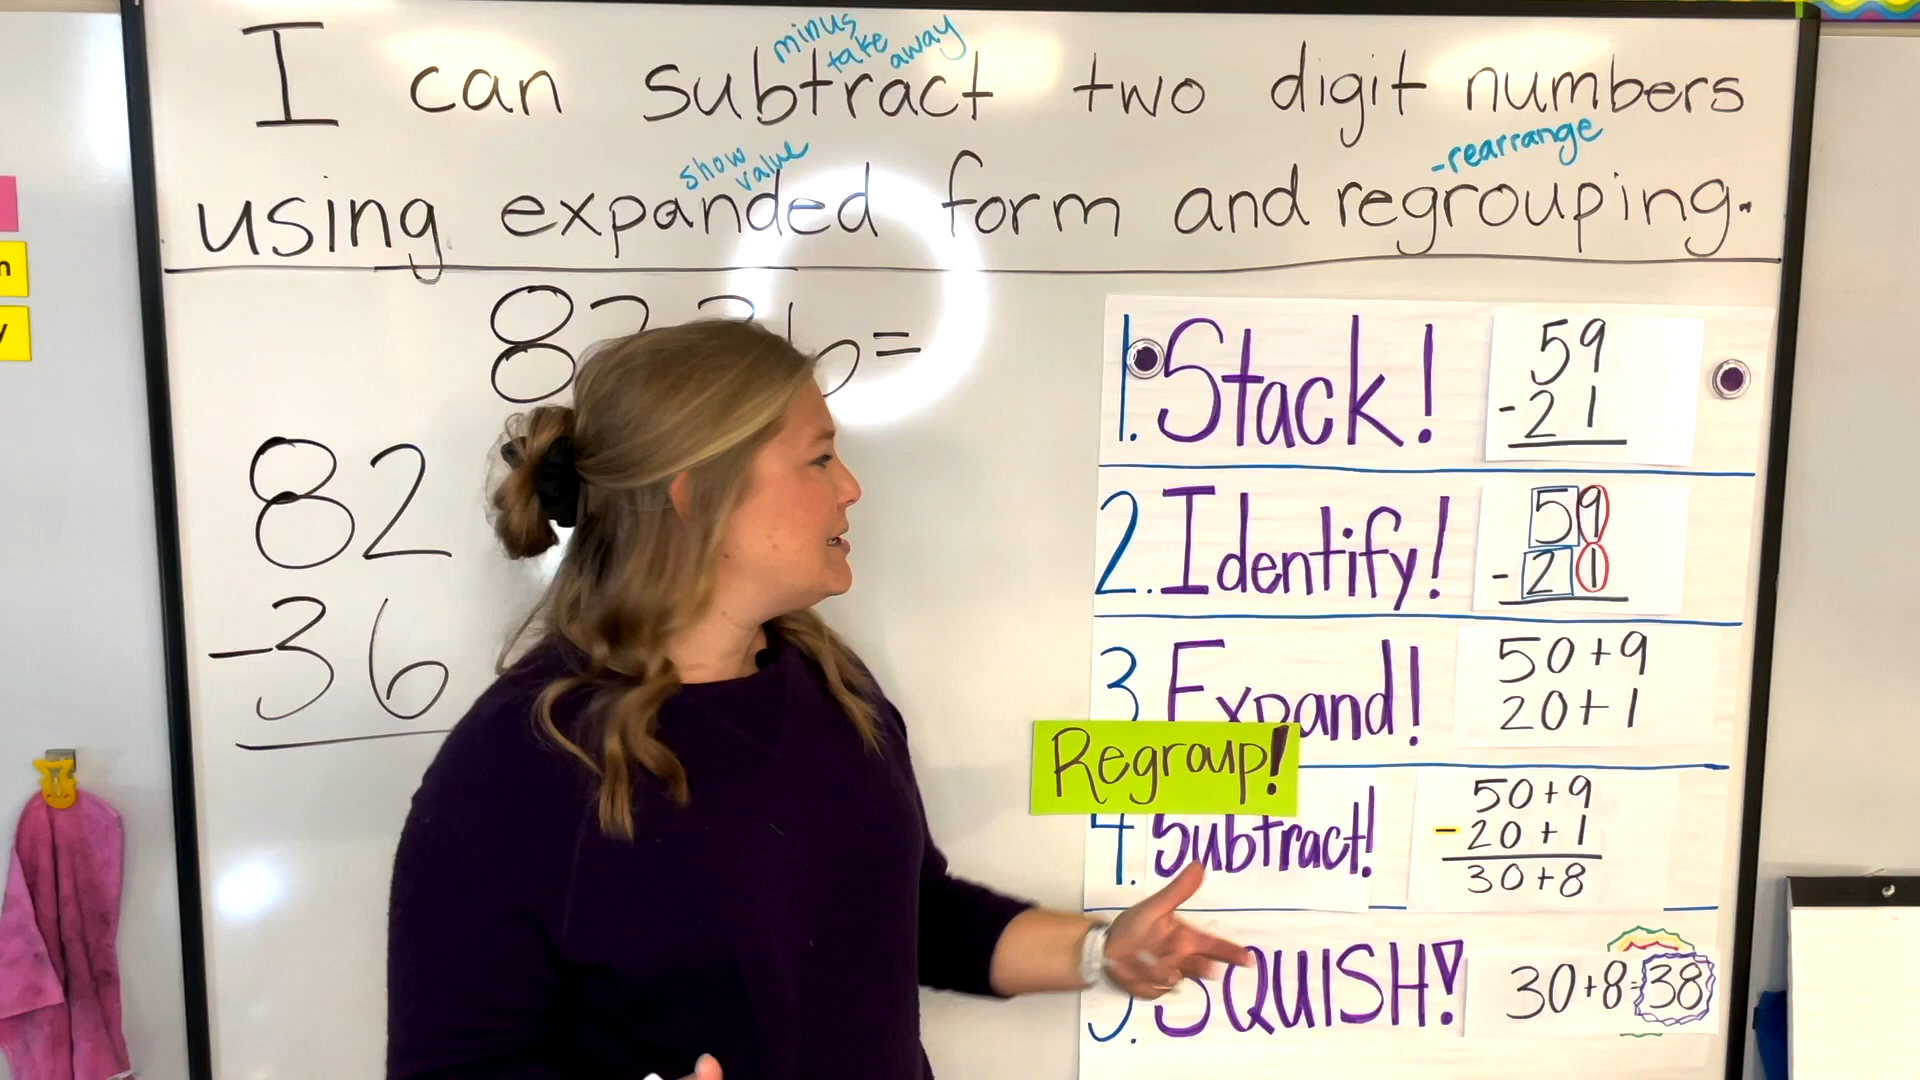 I can subtract two digit numbers
minus
take away
using expanded form and regrouping.
show
value
-rearrange
82 36=
82
-36
1. Stack!
59
-21
2. Identify!
59
-21
3 Expand!
50+9
20+1
Regroup!
4. Subtract!
50+9
-20+1
30+8
5. SQUISH!
30+8=38